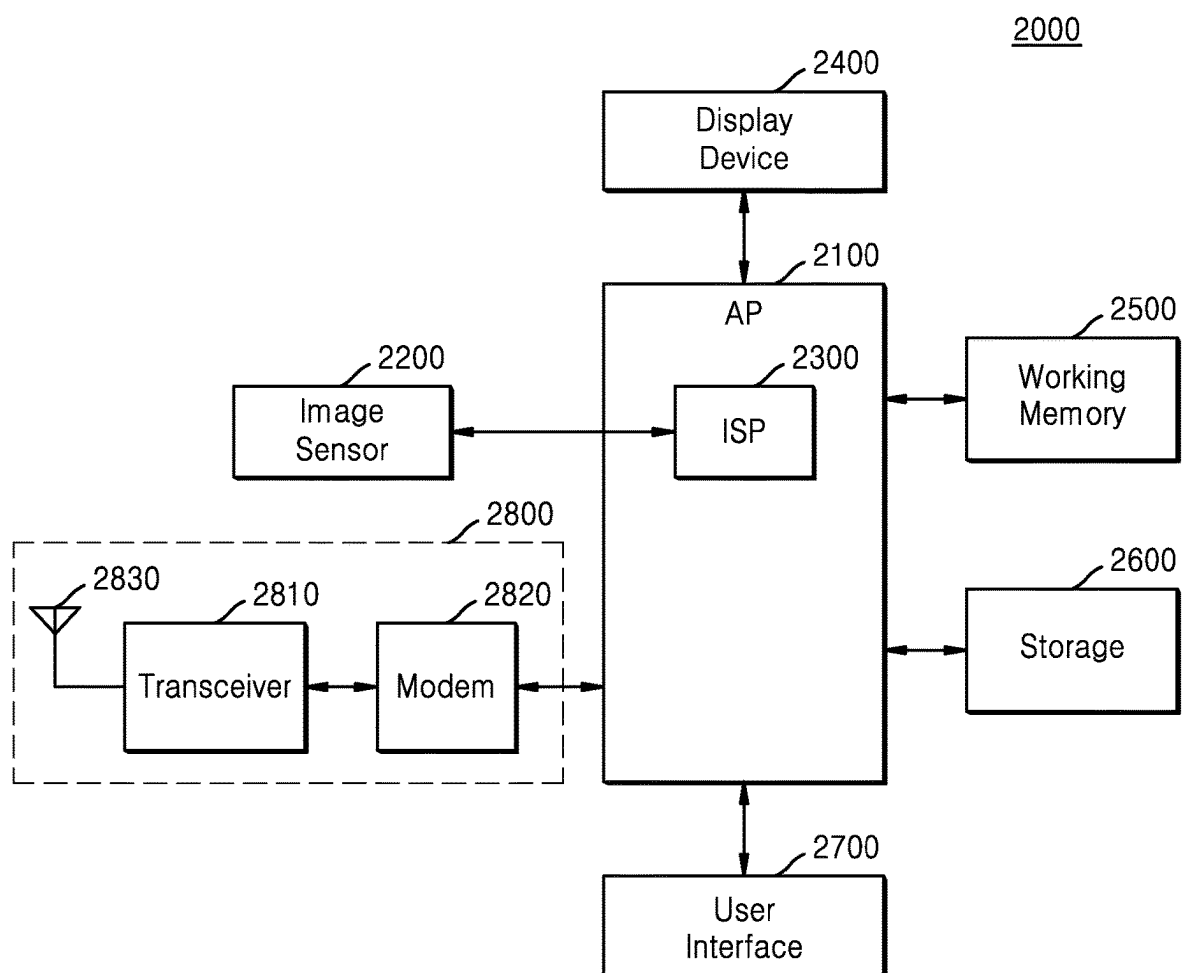 2000
2400
Display
Device
2100
AP
2500
Working
Memory
2200
Image
Sensor
2300
ISP
2800
2830
2810
Transceiver
2820
Modem
2600
Storage
2700
User
Interface